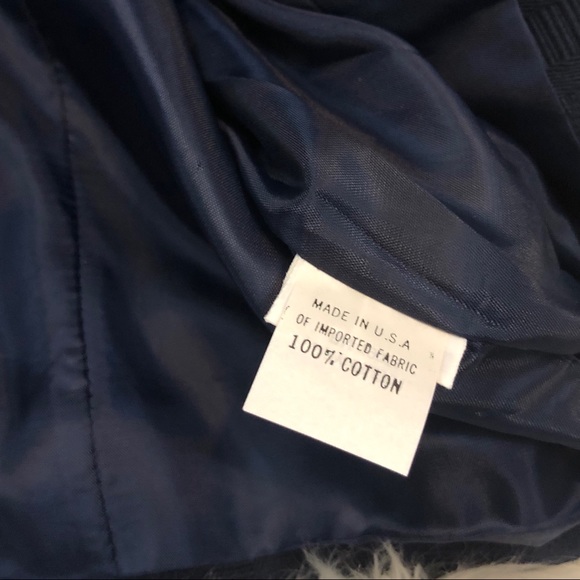 MADE IN U.S.A
OF IMPORTED FABRIC
100% COTTON